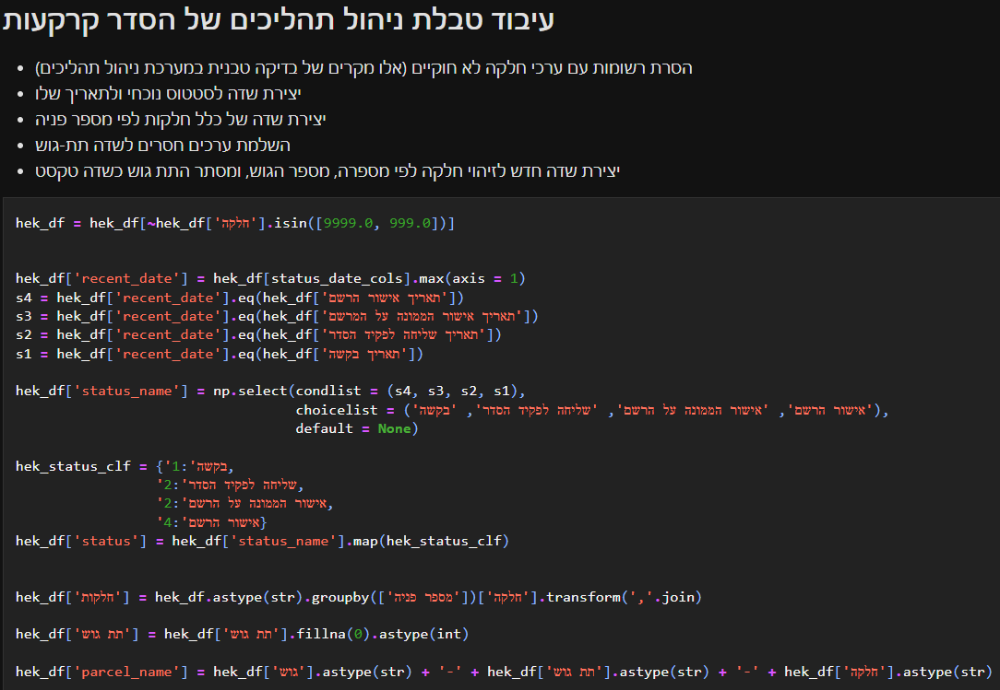 עיבוד טבלת ניהול תהליכים של הסדר קרקעות
• הסרת רשומות עם ערכי חלקה לא חוקיים (אלו מקרים של בדיקה טבנית במערכת ניהול תהליכים)
• יצירת שדה לסטטוס נוכחי ולתאריך שלו
• יצירת שדה של כלל חלקות לפי מספר פניה
• השלמת ערכים חסרים לשדה תת-גוש
• יצירת שדה חדש לזיהוי חלקה לפי מספרה, מספר הגוש, ומסתר התת גוש כשדה טקסט
hek_df = hek_df[~hek_df['חלקה'].isin([9999.0, 999.0])]
hek_df['recent_date'] = hek_df[status_date_cols].max(axis = 1)
s4 = hek_df['recent_date'].eq(hek_df['תאריך אישור הרשם'])
s3 = hek_df['recent_date'].eq(hek_df['תאריך אישור הממונה על המרשם'])
s2 = hek_df['recent_date'].eq(hek_df['תאריך שליחה לפקיד הסדר'])
s1 = hek_df['recent_date'].eq(hek_df['תאריך בקשה'])
hek_df['status_name'] = np.select(condlist = (s4, s3, s2, s1),
choicelist = ('אישור הרשם', 'אישור הממונה על הרשם', 'שליחה לפקיד הסדר', 'בקשה'),
default = None)
hek_status_clf = {'בקשה':1,
'שליחה לפקיד הסדר':2,
'אישור הממונה על הרשם':2,
'אישור הרשם':4}
hek_df['status'] = hek_df['status_name'].map(hek_status_clf)
hek_df['חלקות'] = hek_df.astype(str).groupby(['מספר פניה'])['חלקה'].transform(','.join)
hek_df['תת גוש'] = hek_df['תת גוש'].fillna(0).astype(int)
hek_df['parcel_name'] = hek_df['גוש'].astype(str) + '-' + hek_df['תת גוש'].astype(str) + '-' + hek_df['חלקה'].astype(str)